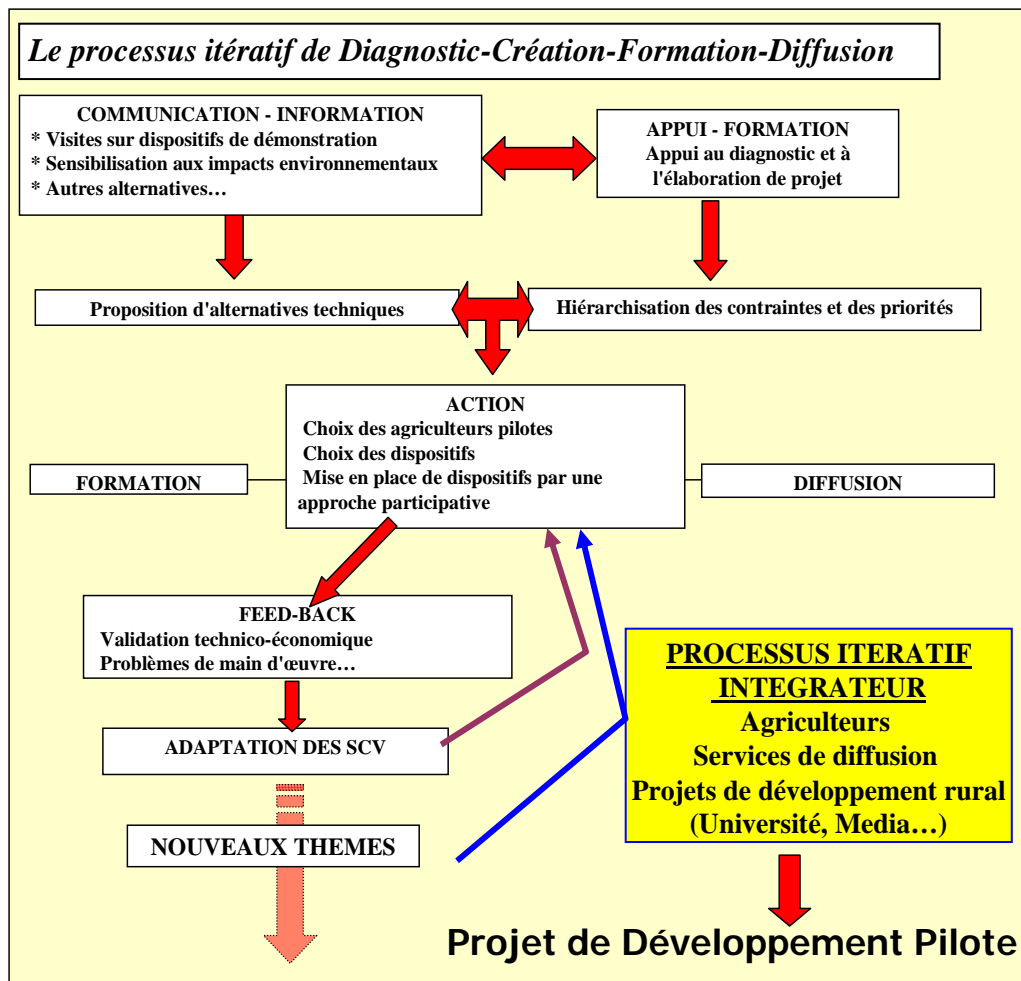 Le processus itératif de Diagnostic-Création-Formation-Diffusion
COMMUNICATION - INFORMATION
* Visites sur dispositifs de démonstration
* Sensibilisation aux impacts environnementaux
* Autres alternatives…
APPUI - FORMATION
Appui au diagnostic et à
l'élaboration de projet
Proposition d'alternatives techniques
Hiérarchisation des contraintes et des priorités
ACTION
Choix des agriculteurs pilotes
Choix des dispositifs
Mise en place de dispositifs par une
approche participative
FORMATION
DIFFUSION
FEED-BACK
Validation technico-économique
Problèmes de main d'œuvre…
ADAPTATION DES SCV
NOUVEAUX THEMES
PROCESSUS ITERATIF
INTEGRATEUR
Agriculteurs
Services de diffusion
Projets de développement rural
(Université, Media…)
Projet de Développement Pilote